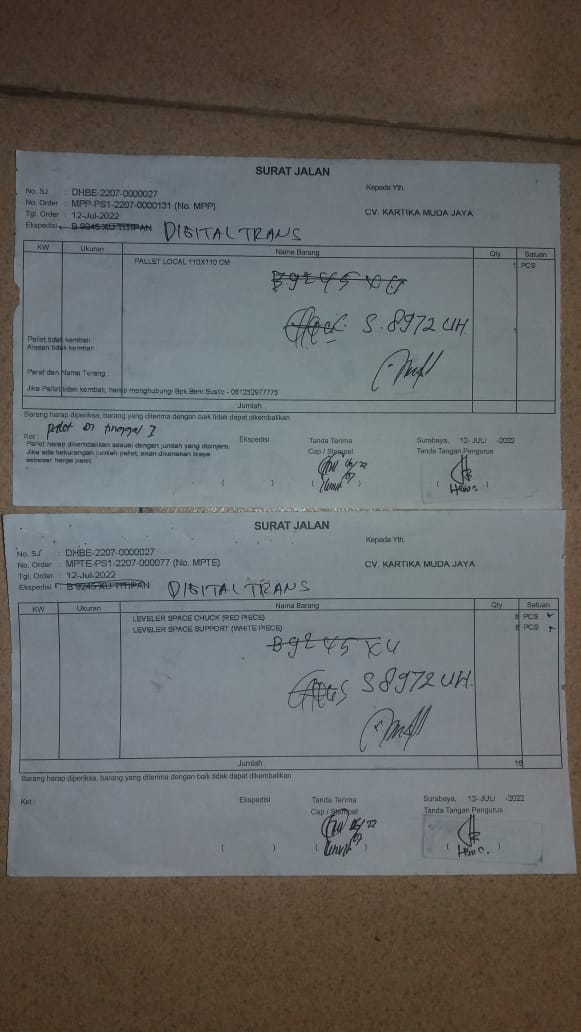 SURAT JALAN
No. SJ : DHBE-2207-0000027
Kepada Yth.
No. Order : MPP-PS1-2207-0000131 (No. MPP)
Tgl. Order : 12-Jul-2022
CV. KARTIKA MUDA JAYA
Ekspedisi : B 9245 XU TITIPAN DIGITAL TRANS
KW Ukuran Nama Barang Qty Satuan
PALLET LOCAL 110X110 CM 1 PCS
B 9245 XU
S. 8972 UH
1
Pallet tidak kembali
Alasan tidak kembali
Paraf dan Nama Terang
Jika Pallet tidak kembali, harap menghubungi Bpk Beni Susilo - 081232977775
Jumlah
Barang harap diperiksa, barang yang diterima dengan baik tidak dapat dikembalikan
Ket : palet di tinggal 1
Pallet harap dikembalikan sesuai dengan jumlah yang dipinjam.
Jika ada kekurangan jumlah pallet, akan dikenakan biaya
sebesar harga palet.
Ekspedisi Tanda Terima Surabaya, 12- JULI -2022
Cap / Stempel Tanda Tangan Pengurus
( ) ( ) ( )
SURAT JALAN
Kepada Yth.
No. SJ : DHBE-2207-0000027
No. Order : MPTE-PS1-2207-000077 (No. MPTE)
CV. KARTIKA MUDA JAYA
Tgl. Order : 12-Jul-2022
Ekspedisi : B 9245 XU TITIPAN DIGITAL TRANS
KW Ukuran Nama Barang Qty Satuan
LEVELER SPACE CHUCK (RED PIECE) 8 PCS
LEVELER SPACE SUPPORT (WHITE PIECE) 8 PCS
B 9245 XU
S 8972 UH
Jumlah 16
Barang harap diperiksa, barang yang diterima dengan baik tidak dapat dikembalikan
Ket :
Ekspedisi Tanda Terima Surabaya, 12- JULI -2022
Cap / Stempel Tanda Tangan Pengurus
( ) ( ) ( )